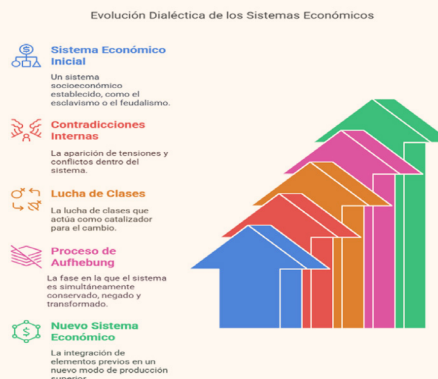 Evolución Dialéctica de los Sistemas Económicos
Sistema Económico
Inicial
Un sistema
socioeconómico
establecido, como el
esclavismo o el feudalismo.
Contradicciones
Internas
La aparición de tensiones y
conflictos dentro del
sistema.
Lucha de Clases
La lucha de clases que
actúa como catalizador
para el cambio.
Proceso de
Aufhebung
La fase en la que el sistema
es simultáneamente
conservado, negado y
transformado.
Nuevo Sistema
Económico
La integración de
elementos previos en un
nuevo modo de producción
superior.